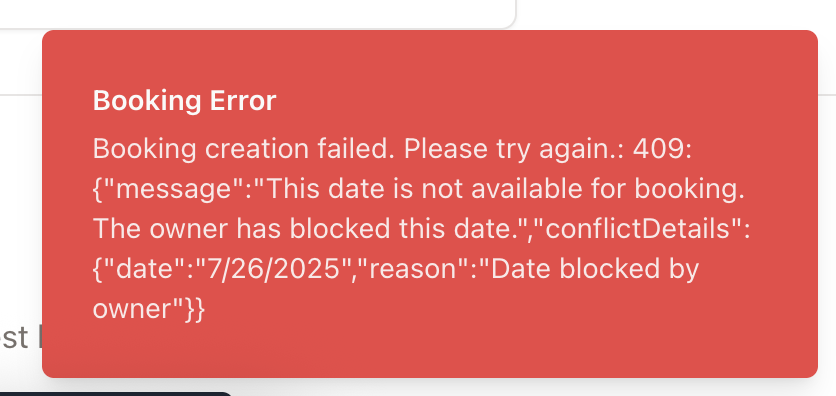 Booking Error
Booking creation failed. Please try again.: 409:
{"message":"This date is not available for booking.
The owner has blocked this date.","conflictDetails":
{"date":"7/26/2025","reason":"Date blocked by
owner"}}